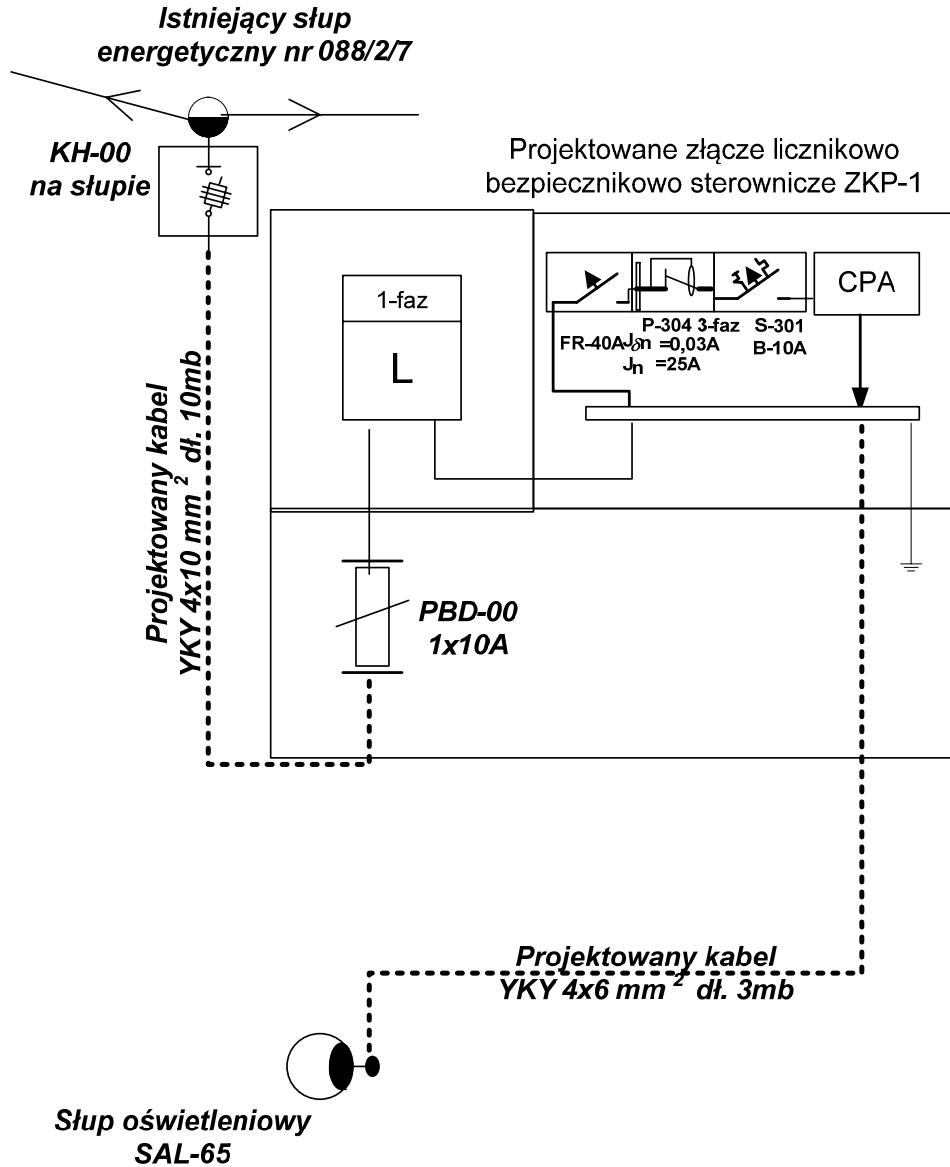 Istniejący słup
energetyczny nr 088/2/7
KH-00
na słupie
Projektowane złącze licznikowo
bezpiecznikowo sterownicze ZKP-1
1-faz
L
CPA
P-304 3-faz
S-301
FR-40A
Jδn =0,03A
B-10A
Jn =25A
Projektowany kabel
YKY 4x10 mm² dł. 10mb
PBD-00
1x10A
Projektowany kabel
YKY 4x6 mm² dł. 3mb
Słup oświetleniowy
SAL-65